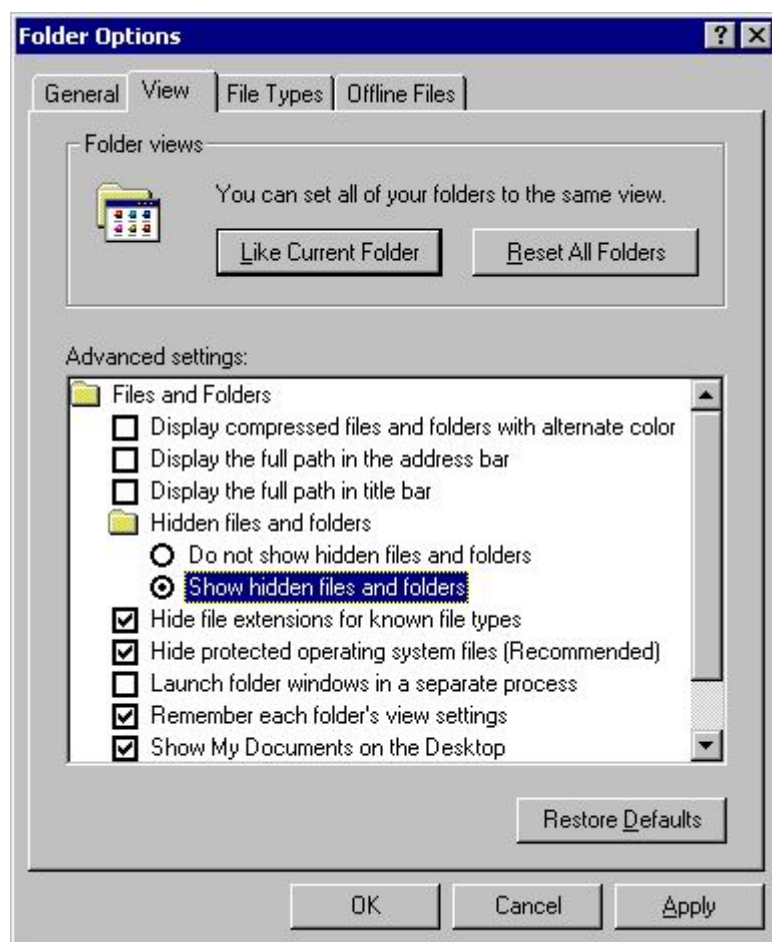 Folder Options
General View File Types Offline Files
Folder views
You can set all of your folders to the same view.
Like Current Folder Reset All Folders
Advanced settings:
Files and Folders
Display compressed files and folders with alternate color
Display the full path in the address bar
Display the full path in title bar
Hidden files and folders
Do not show hidden files and folders
Show hidden files and folders
Hide file extensions for known file types
Hide protected operating system files (Recommended)
Launch folder windows in a separate process
Remember each folder's view settings
Show My Documents on the Desktop
Restore Defaults
OK Cancel Apply